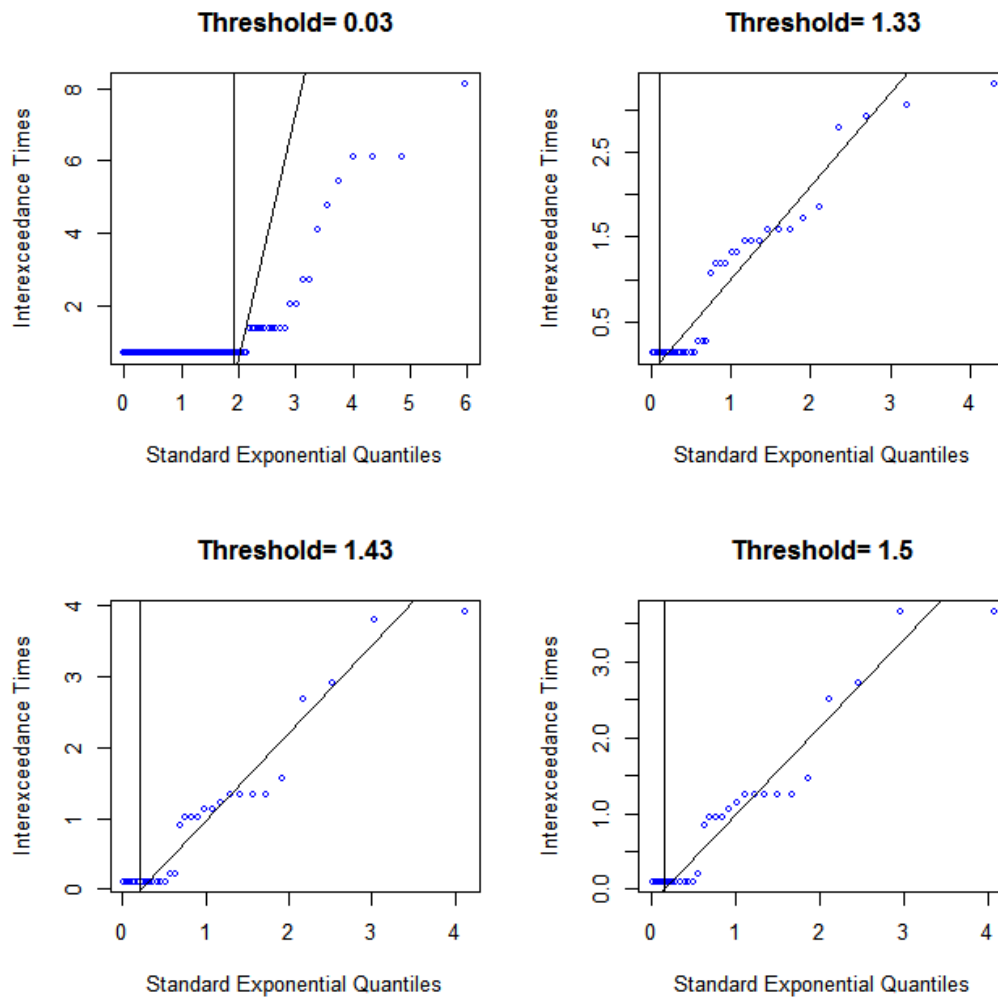 Threshold= 0.03
Interexceedance Times
8
6
4
2
0 1 2 3 4 5 6
Standard Exponential Quantiles
Threshold= 1.33
Interexceedance Times
2.5
1.5
0.5
0 1 2 3 4
Standard Exponential Quantiles
Threshold= 1.43
Interexceedance Times
4
3
2
1
0
0 1 2 3 4
Standard Exponential Quantiles
Threshold= 1.5
Interexceedance Times
3.0
2.0
1.0
0.0
0 1 2 3 4
Standard Exponential Quantiles